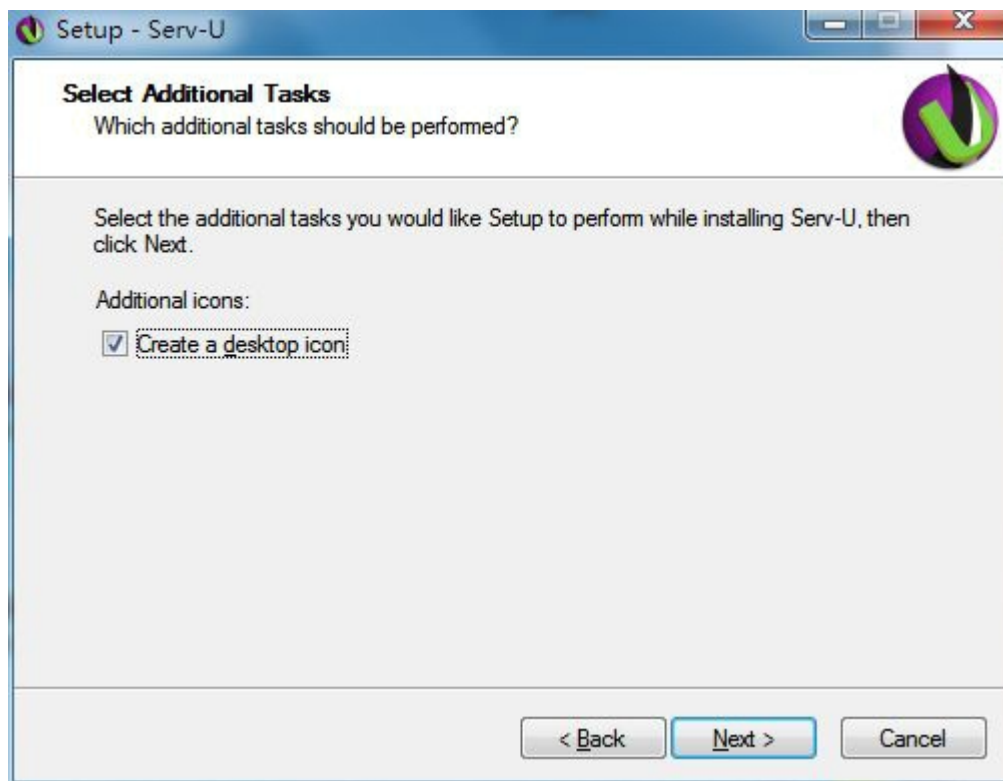 Setup - Serv-U
Select Additional Tasks
Which additional tasks should be performed?
Select the additional tasks you would like Setup to perform while installing Serv-U, then
click Next.
Additional icons:
Create a desktop icon
< Back
Next >
Cancel